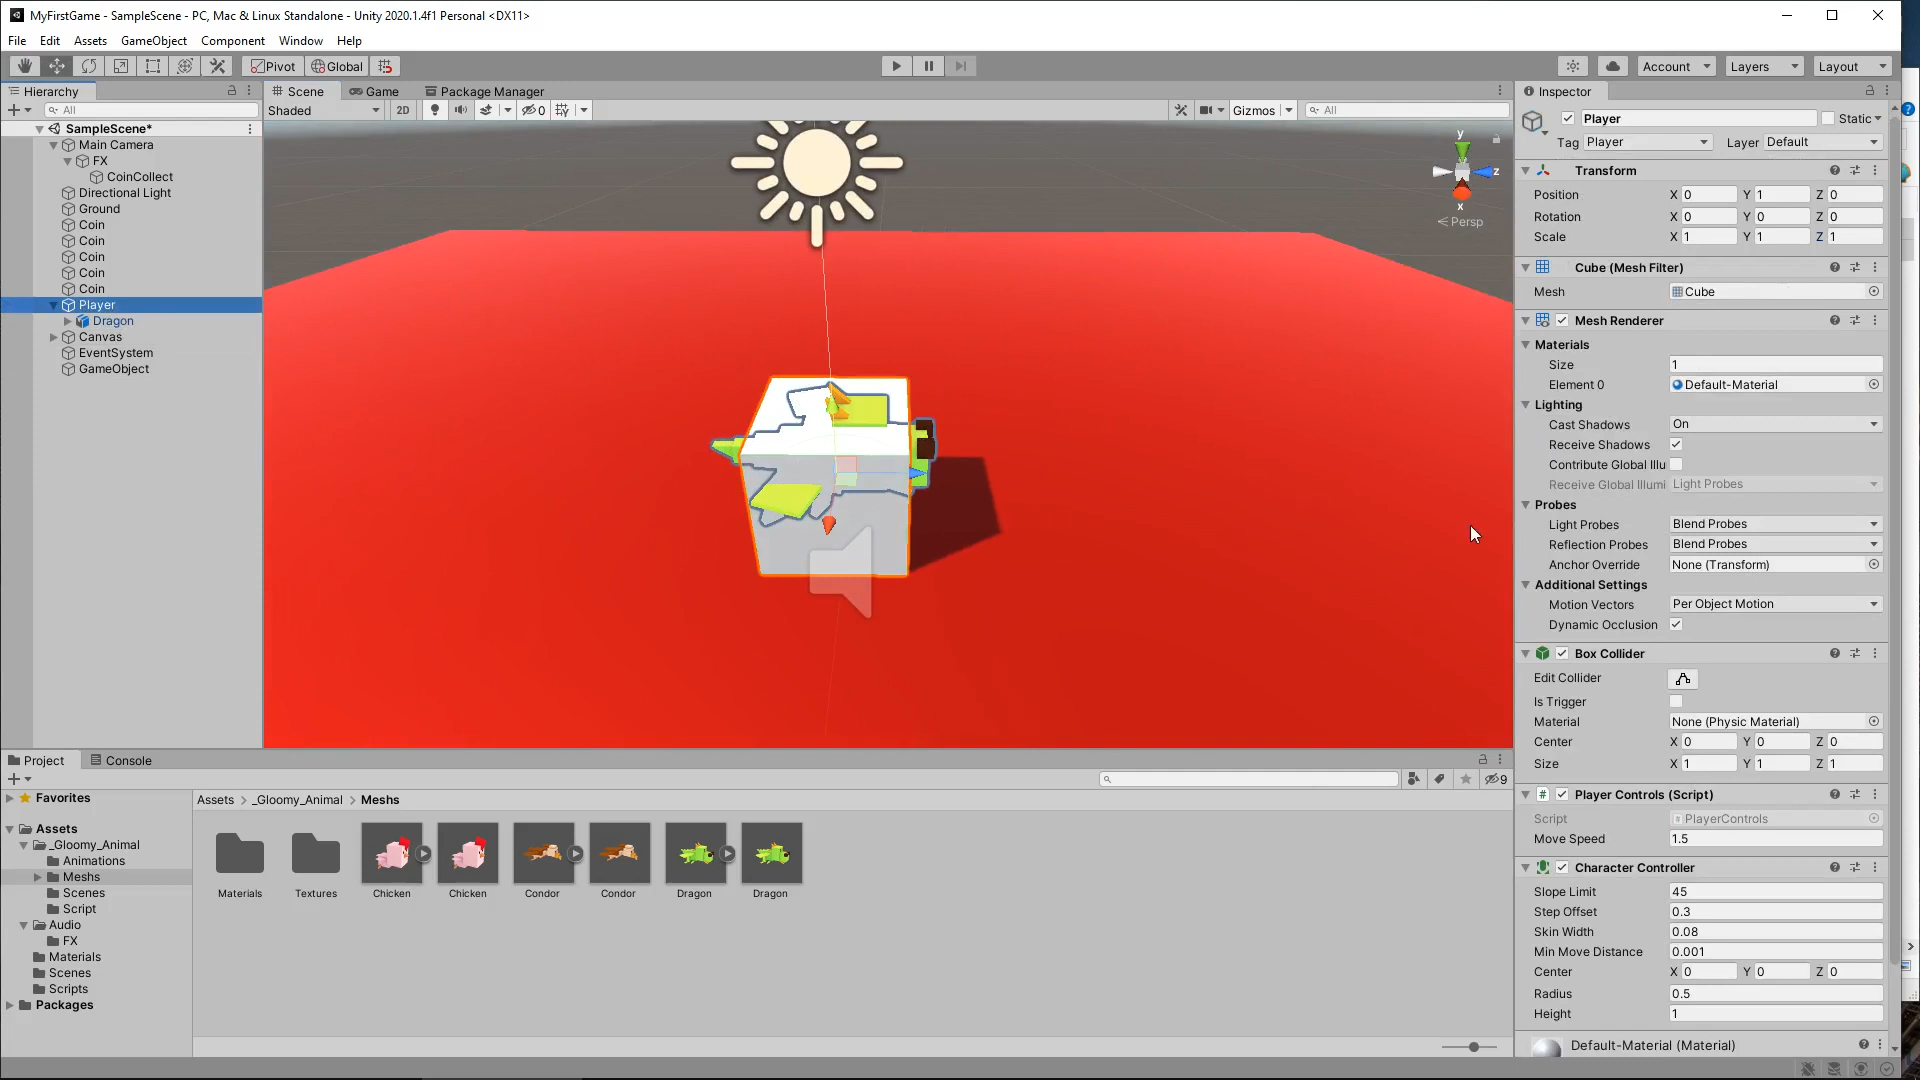 MyFirstGame - SampleScene - PC, Mac & Linux Standalone - Unity 2020.1.4f1 Personal <DX11>
File Edit Assets GameObject Component Window Help
Pivot Global Account Layers Layout
Hierarchy Scene Game Package Manager Inspector
All Shaded 2D 0 Gizmos All
Player Static
SampleScene*
Main Camera
FX
CoinCollect
Directional Light
Ground
Coin
Coin
Coin
Coin
Coin
Player
Dragon
Canvas
EventSystem
GameObject
y
z
x
Persp
Tag Player Layer Default
Transform
Position X 0 Y 1 Z 0
Rotation X 0 Y 0 Z 0
Scale X 1 Y 1 Z 1
Cube (Mesh Filter)
Mesh Cube
Mesh Renderer
Materials
Size 1
Element 0 Default-Material
Lighting
Cast Shadows On
Receive Shadows
Contribute Global Illu
Receive Global Illumi Light Probes
Probes
Light Probes Blend Probes
Reflection Probes Blend Probes
Anchor Override None (Transform)
Additional Settings
Motion Vectors Per Object Motion
Dynamic Occlusion
Box Collider
Edit Collider
Is Trigger
Material None (Physic Material)
Center X 0 Y 0 Z 0
Size X 1 Y 1 Z 1
Player Controls (Script)
Script # PlayerControls
Move Speed 1.5
Character Controller
Slope Limit 45
Step Offset 0.3
Skin Width 0.08
Min Move Distance 0.001
Center X 0 Y 0 Z 0
Radius 0.5
Height 1
Default-Material (Material)
Project Console
9
Favorites
Assets
_Gloomy_Animal
Animations
Meshs
Scenes
Script
Audio
FX
Materials
Scenes
Scripts
Packages
Assets > _Gloomy_Animal > Meshs
Materials Textures Chicken Chicken Condor Condor Dragon Dragon